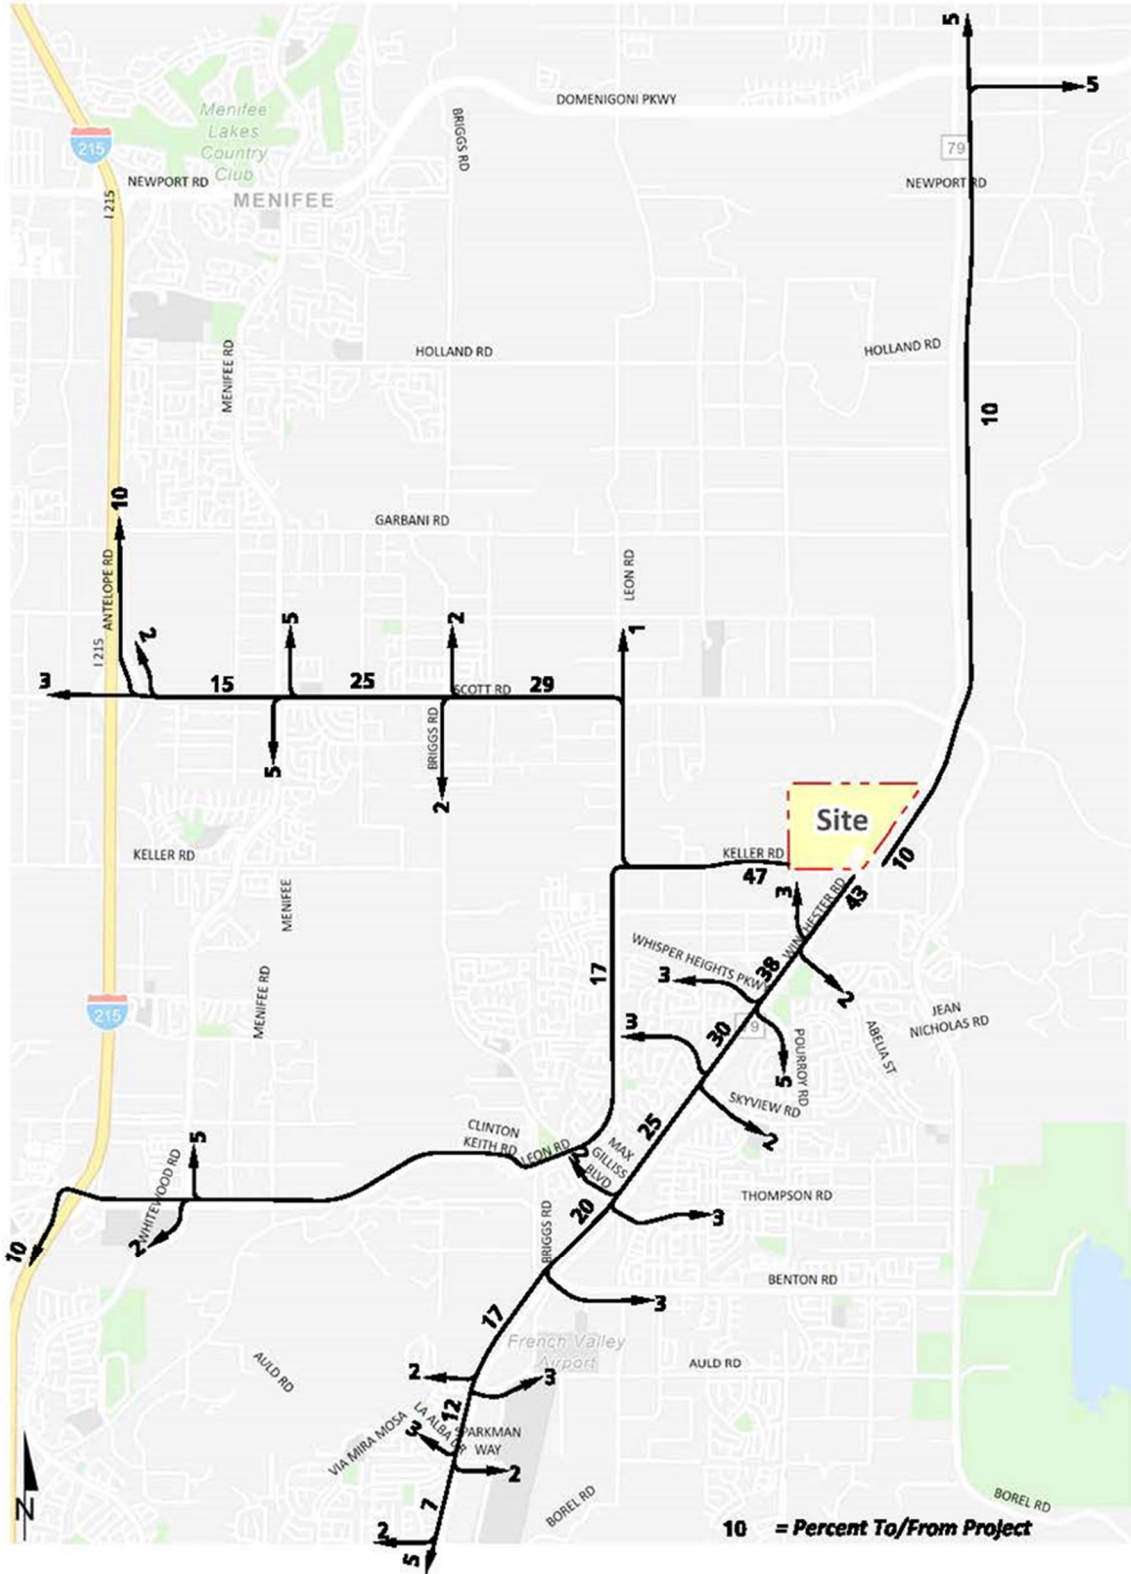 5
5
DOMENIGONI PKWY
Menifee
Lakes
Country
Club
BRIGGS RD
215
79
NEWPORT RD
NEWPORT RD
I 215
MENIFEE
HOLLAND RD
HOLLAND RD
MENIFEE RD
10
10
GARBANI RD
ANTELOPE RD
LEON RD
I 215
2
5
2
1
3
15
25
SCOTT RD
29
BRIGGS RD
5
2
Site
KELLER RD
KELLER RD
47
10
43
3
WINCHESTER RD
MENIFEE
WHISPER HEIGHTS PKWY
38
3
2
17
MENIFEE RD
215
JEAN
NICHOLAS RD
3
30
79
POURROY RD
ABELIA ST
5
SKYVIEW RD
2
25
CLINTON
KEITH RD
LEON RD
MAX
GILLISS
BLVD
2
5
WHITEWOOD RD
THOMPSON RD
3
20
2
10
BRIGGS RD
BENTON RD
3
17
French Valley
Airport
AULD RD
AULD RD
2
3
12
LA ALBA DR
3
VIA MIRA MOSA
SPARKMAN
WAY
2
7
BOREL RD
BOREL RD
N
2
5
10 = Percent To/From Project